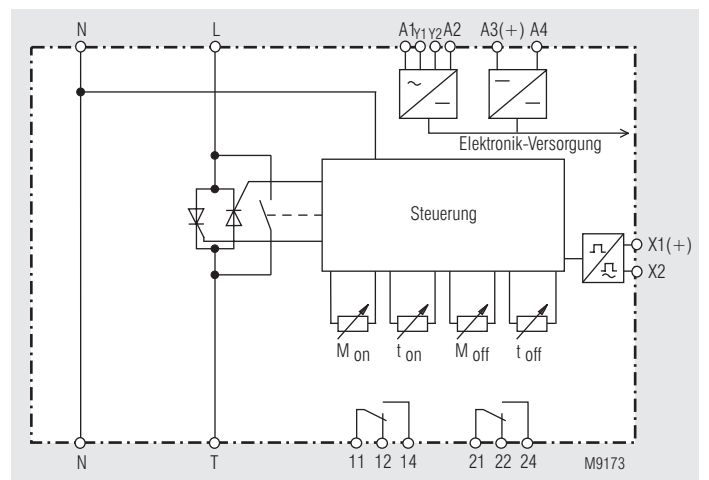 N L A1 Y1 Y2 A2 A3(+) A4
Elektronik-Versorgung
Steuerung
X1(+)
X2
M on t on M off t off
N T 11 12 14 21 22 24 M9173